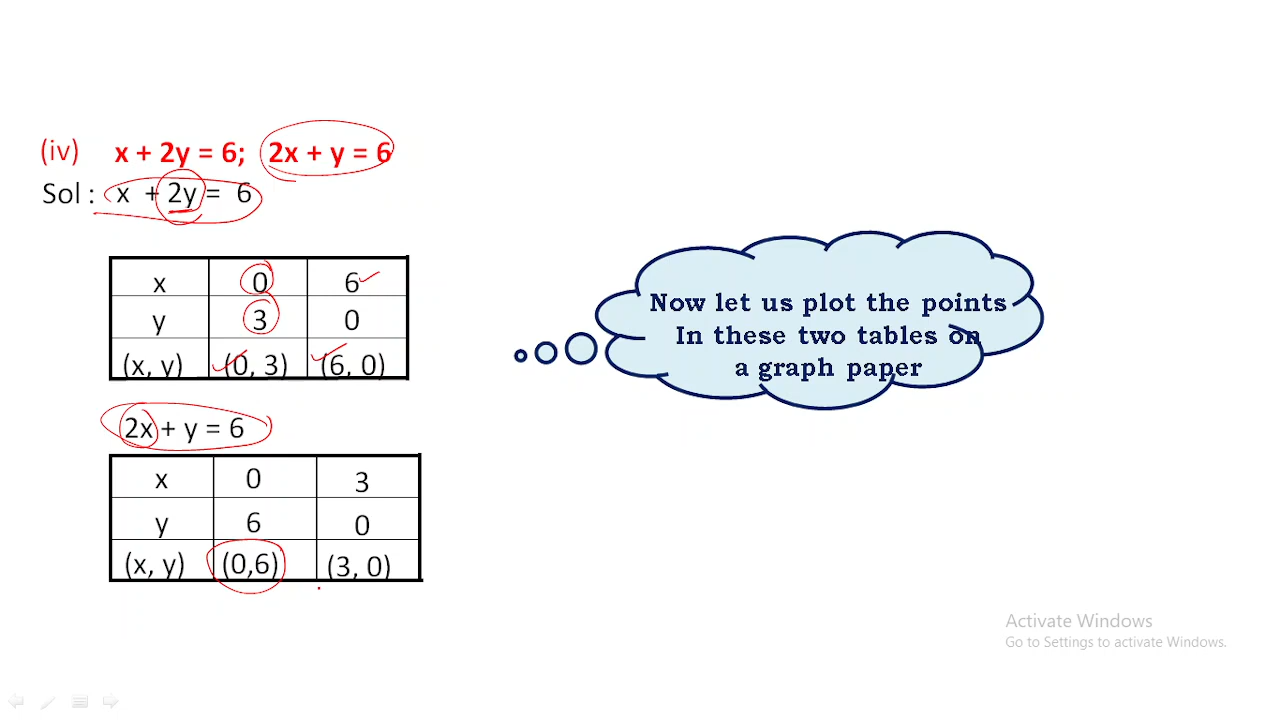 (iv) x + 2y = 6; 2x + y = 6
Sol : x + 2y = 6
x 0 6
y 3 0
(x, y) (0, 3) (6, 0)
2x + y = 6
x 0 3
y 6 0
(x, y) (0,6) (3, 0)
Now let us plot the points
In these two tables on
a graph paper
Activate Windows
Go to Settings to activate Windows.